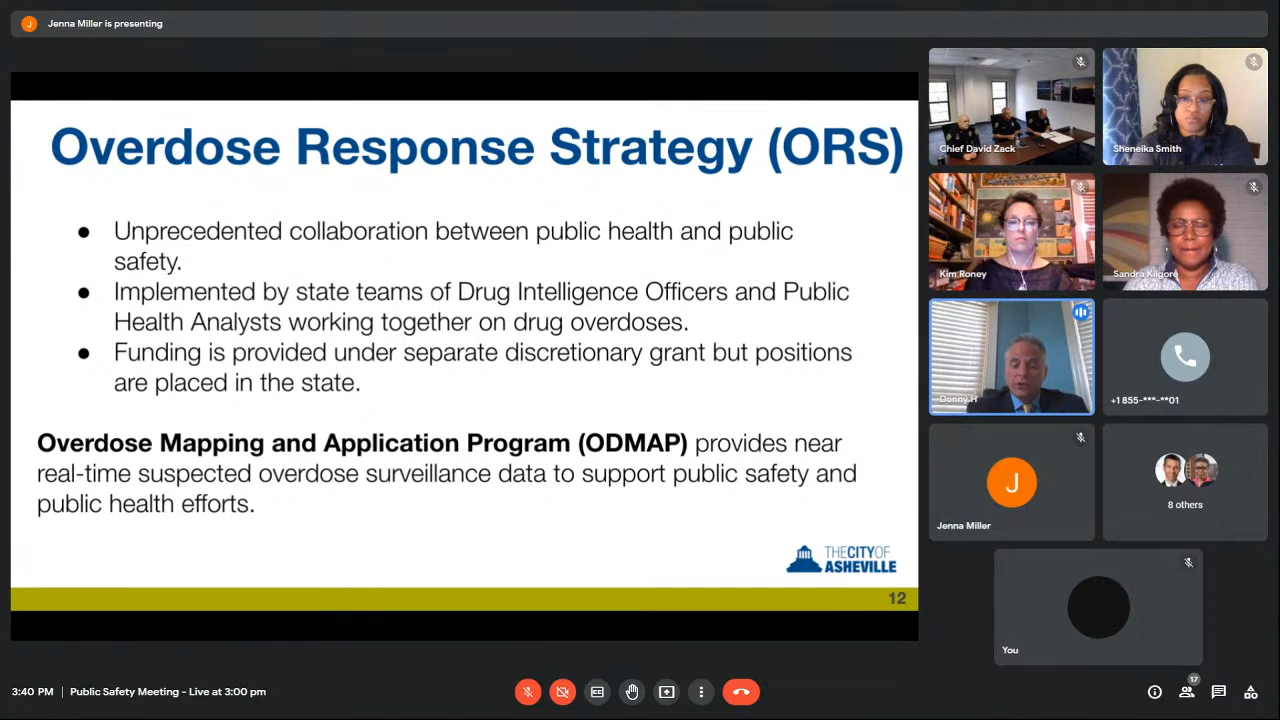 J
Jenna Miller is presenting
Overdose Response Strategy (ORS)
● Unprecedented collaboration between public health and public
safety.
● Implemented by state teams of Drug Intelligence Officers and Public
Health Analysts working together on drug overdoses.
● Funding is provided under separate discretionary grant but positions
are placed in the state.
Overdose Mapping and Application Program (ODMAP) provides near
real-time suspected overdose surveillance data to support public safety and
public health efforts.
THECITYOF
ASHEVILLE
12
Chief David Zack
Sheneika Smith
Kim Roney
Sandra Kilgore
Donny H
+1 855-***-**01
J
Jenna Miller
8 others
You
3:40 PM | Public Safety Meeting - Live at 3:00 pm
CC
17